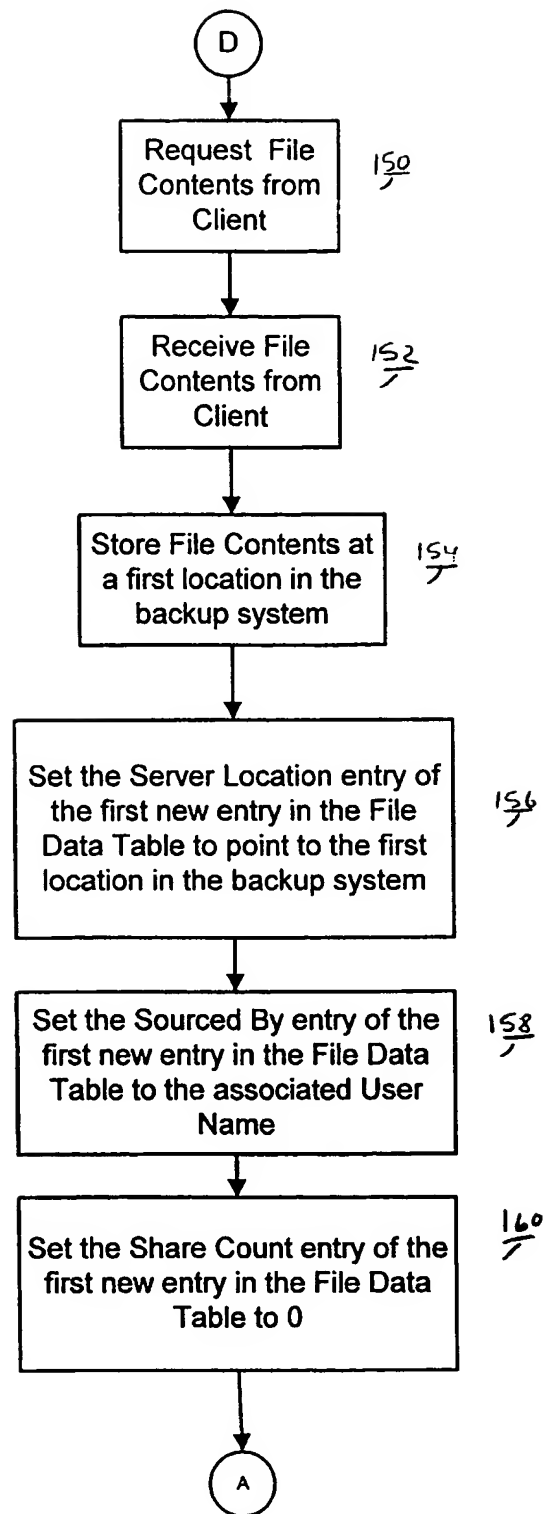 D
Request File
Contents from
Client
150
Receive File
Contents from
Client
152
Store File Contents at
a first location in the
backup system
154
Set the Server Location entry of
the first new entry in the File
Data Table to point to the first
location in the backup system
156
Set the Sourced By entry of the
first new entry in the File Data
Table to the associated User
Name
158
Set the Share Count entry of the
first new entry in the File Data
Table to 0
160
A